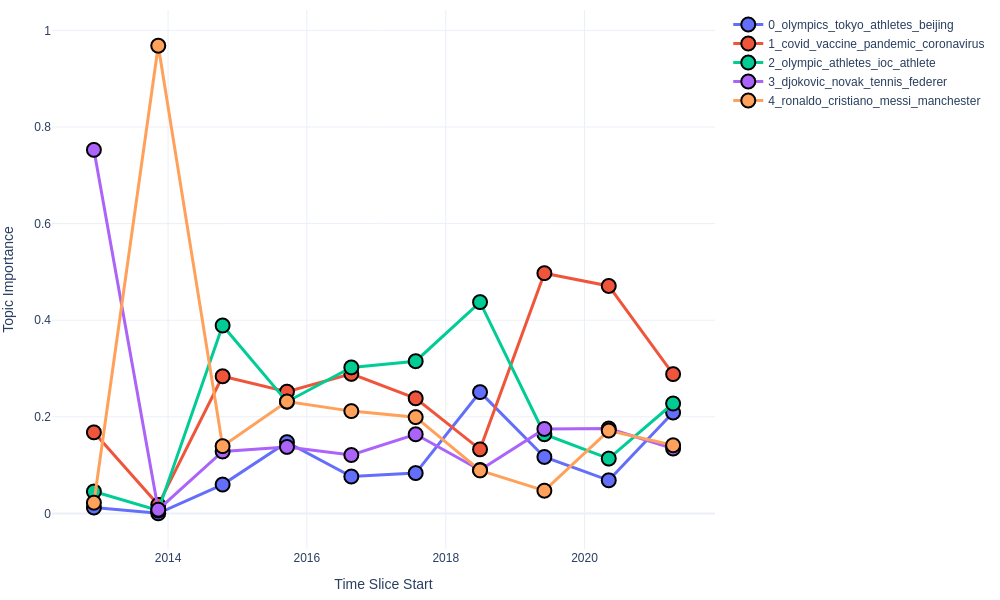 0_olympics_tokyo_athletes_beijing
1_covid_vaccine_pandemic_coronavirus
2_olympic_athletes_ioc_athlete
3_djokovic_novak_tennis_federer
4_ronaldo_cristiano_messi_manchester
1
0.8
0.6
0.4
0.2
0
Topic Importance
2014
2016
2018
2020
Time Slice Start